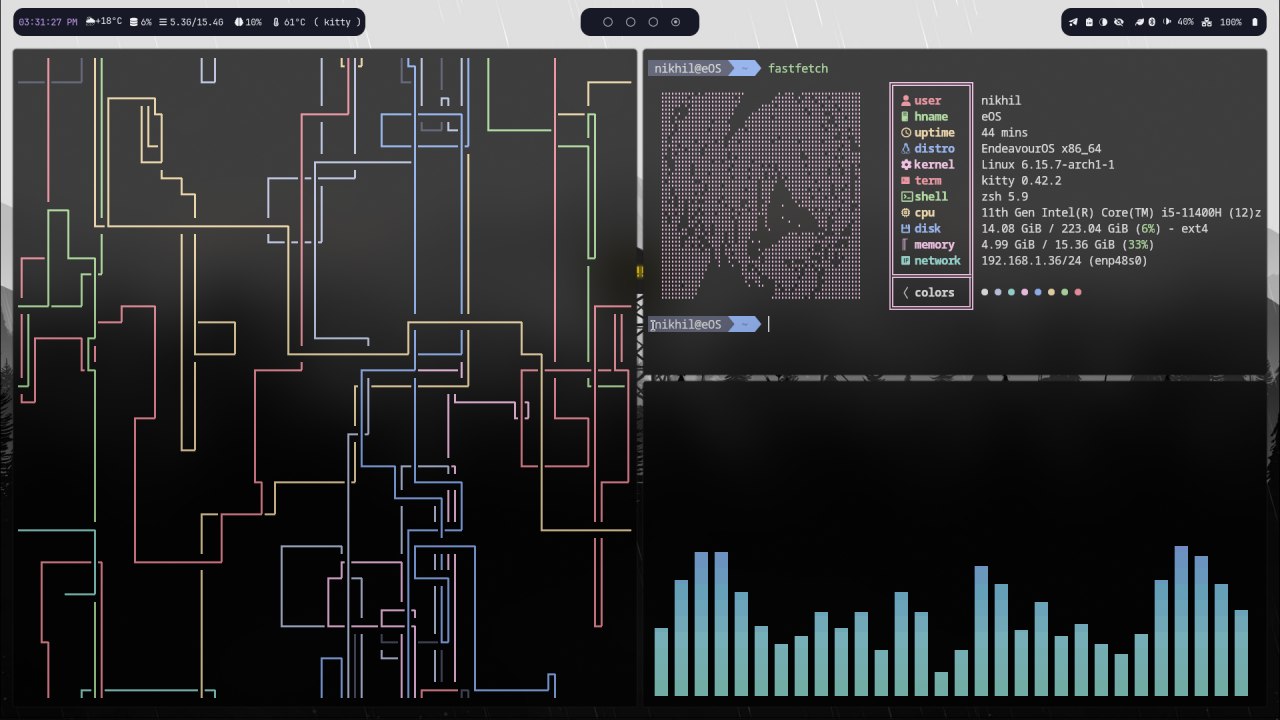 03:31:27 PM +18°C 6% 5.3G/15.4G 10% 61°C ( kitty ) 40% 100%
nikhil@eOS ~ fastfetch
user nikhil
hname eOS
uptime 44 mins
distro EndeavourOS x86_64
kernel Linux 6.15.7-arch1-1
term kitty 0.42.2
shell zsh 5.9
cpu 11th Gen Intel(R) Core(TM) i5-11400H (12)z
disk 14.08 GiB / 223.04 GiB (6%) - ext4
memory 4.99 GiB / 15.36 GiB (33%)
network 192.168.1.36/24 (enp48s0)
colors
nikhil@eOS ~